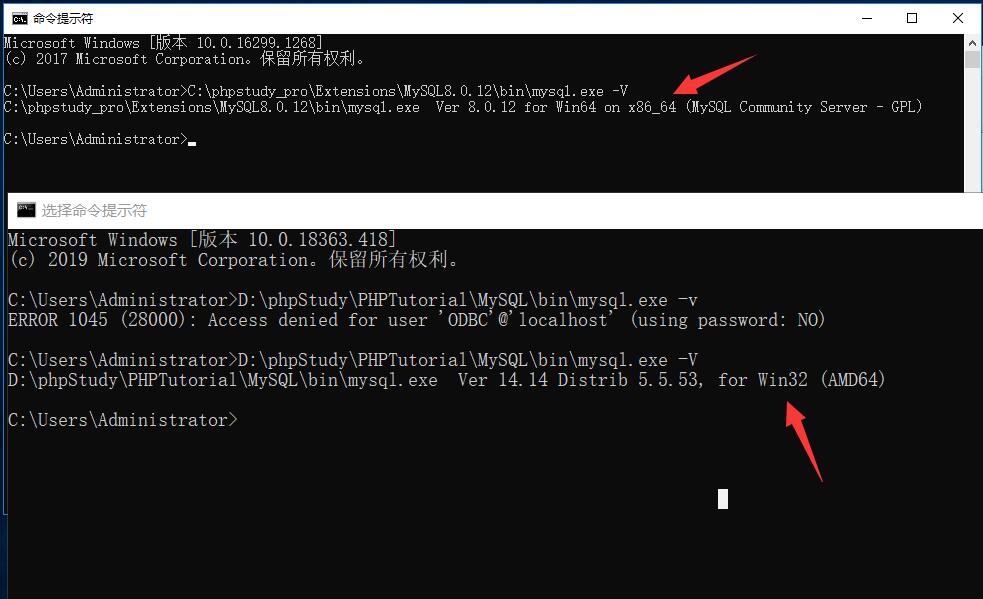 命令提示符
Microsoft Windows [版本 10.0.16299.1268]
(c) 2017 Microsoft Corporation。保留所有权利。
C:\Users\Administrator>C:\phpstudy_pro\Extensions\MySQL8.0.12\bin\mysql.exe -V
C:\phpstudy_pro\Extensions\MySQL8.0.12\bin\mysql.exe  Ver 8.0.12 for Win64 on x86_64 (MySQL Community Server - GPL)
C:\Users\Administrator>
选择命令提示符
Microsoft Windows [版本 10.0.18363.418]
(c) 2019 Microsoft Corporation。保留所有权利。
C:\Users\Administrator>D:\phpStudy\PHPTutorial\MySQL\bin\mysql.exe -v
ERROR 1045 (28000): Access denied for user 'ODBC'@'localhost' (using password: NO)
C:\Users\Administrator>D:\phpStudy\PHPTutorial\MySQL\bin\mysql.exe -V
D:\phpStudy\PHPTutorial\MySQL\bin\mysql.exe  Ver 14.14 Distrib 5.5.53, for Win32 (AMD64)
C:\Users\Administrator>